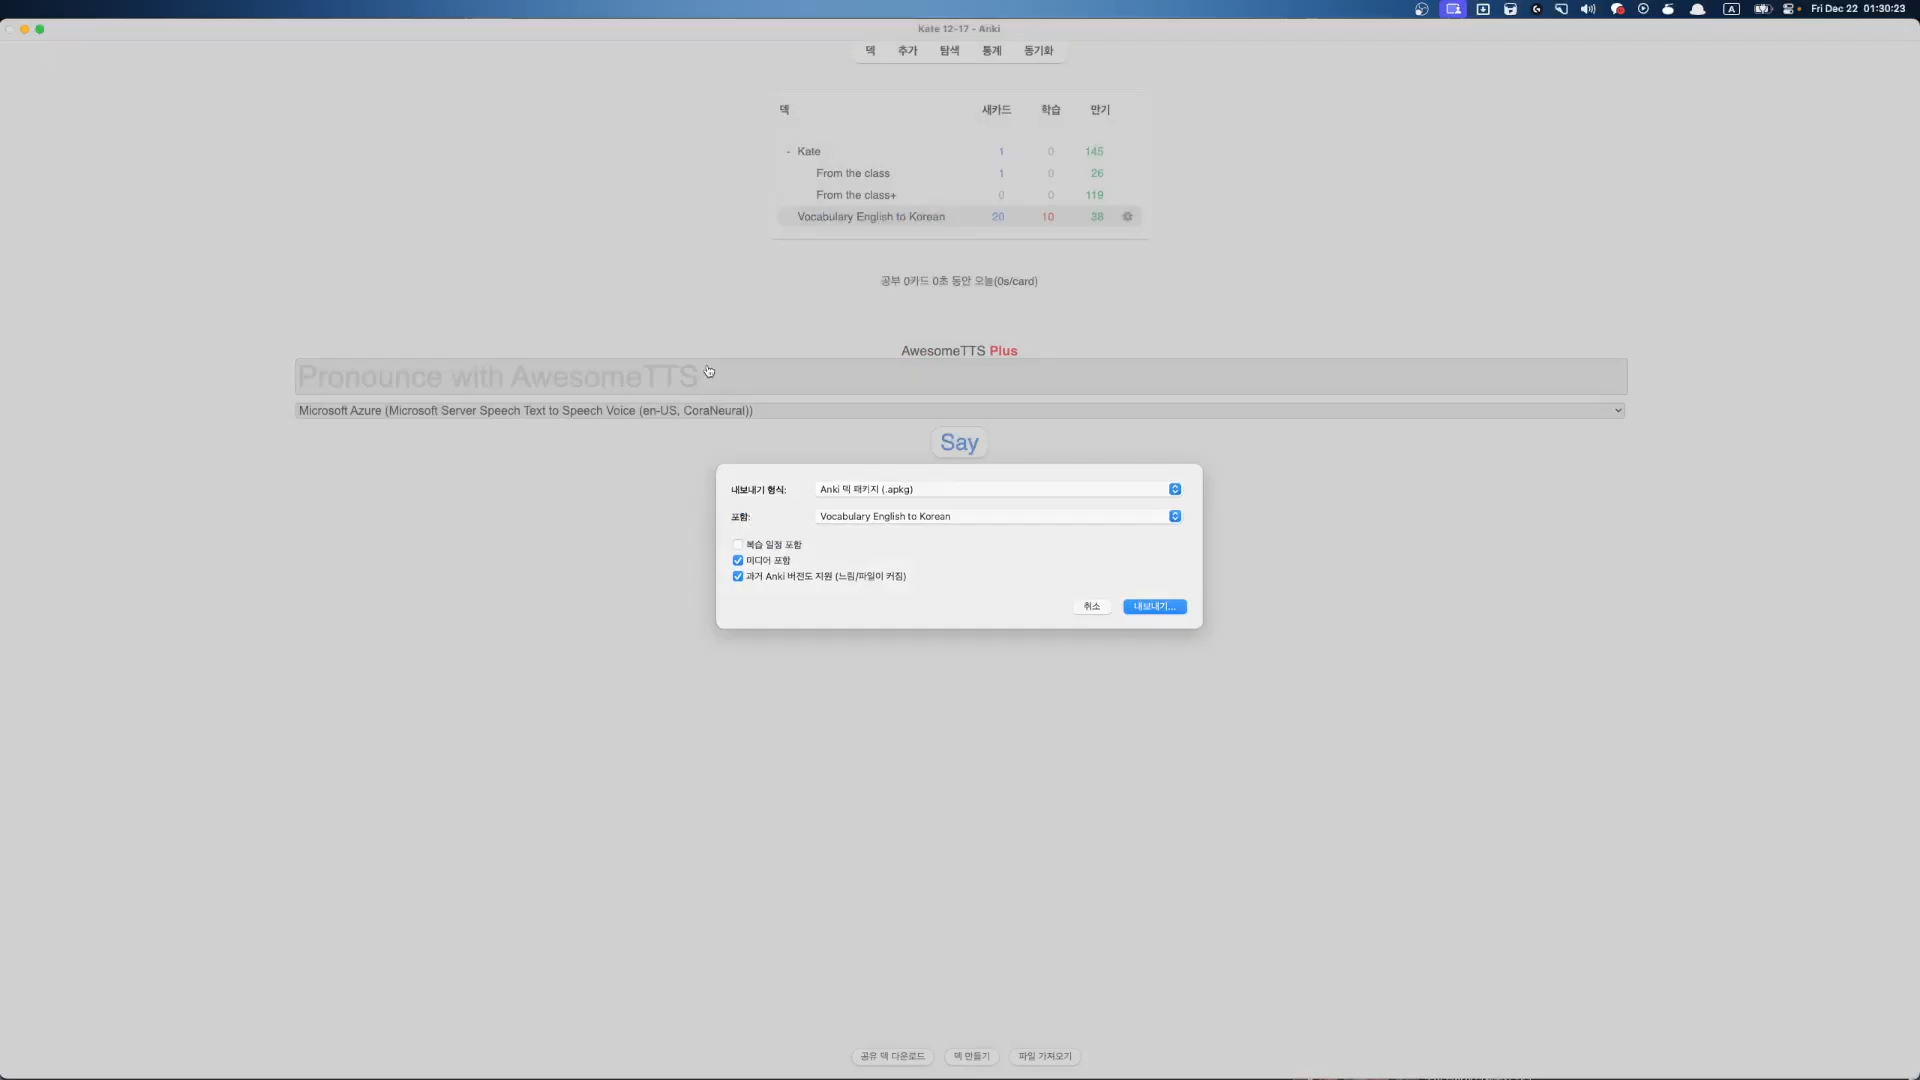 Fri Dec 22 01:30:23
Kate 12-17 - Anki
덱 추가 탐색 통계 동기화
덱 새카드 학습 만기
- Kate 1 0 145
From the class 1 0 26
From the class+ 0 0 119
Vocabulary English to Korean 20 10 38
공부 0카드 0초 동안 오늘(0s/card)
AwesomeTTS Plus
Pronounce with AwesomeTTS
Microsoft Azure (Microsoft Server Speech Text to Speech Voice (en-US, CoraNeural))
Say
내보내기 형식: Anki 덱 패키지 (.apkg)
포함: Vocabulary English to Korean
복습 일정 포함
미디어 포함
과거 Anki 버전도 지원 (느림/파일이 커짐)
취소 내보내기...
공유 덱 다운로드 덱 만들기 파일 가져오기